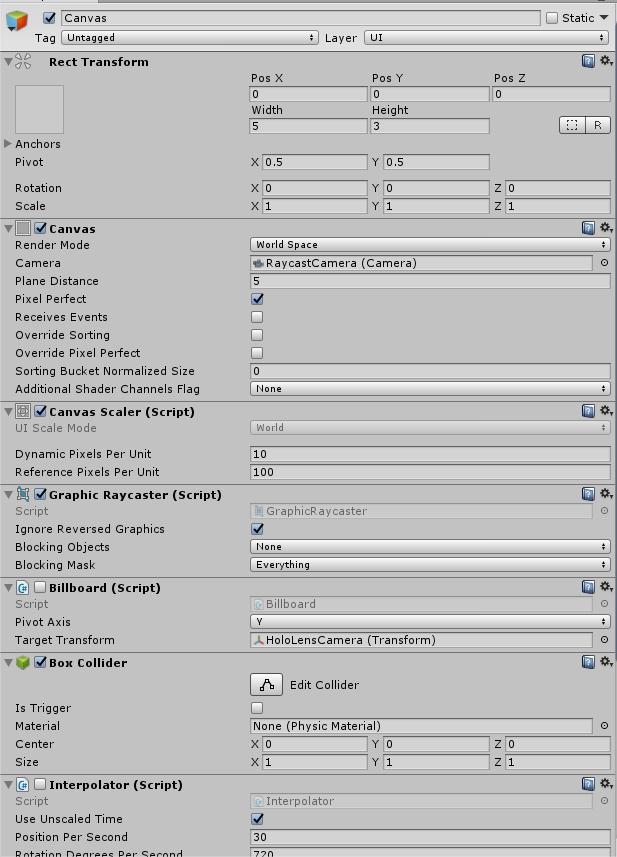 Canvas Static
Tag Untagged Layer UI
Rect Transform
Pos X Pos Y Pos Z
0 0 0
Width Height
5 3
R
Anchors
Pivot X 0.5 Y 0.5
Rotation X 0 Y 0 Z 0
Scale X 1 Y 1 Z 1
Canvas
Render Mode World Space
Camera RaycastCamera (Camera)
Plane Distance 5
Pixel Perfect
Receives Events
Override Sorting
Override Pixel Perfect
Sorting Bucket Normalized Size 0
Additional Shader Channels Flag None
Canvas Scaler (Script)
UI Scale Mode World
Dynamic Pixels Per Unit 10
Reference Pixels Per Unit 100
Graphic Raycaster (Script)
Script GraphicRaycaster
Ignore Reversed Graphics
Blocking Objects None
Blocking Mask Everything
Billboard (Script)
Script Billboard
Pivot Axis Y
Target Transform HoloLensCamera (Transform)
Box Collider
Edit Collider
Is Trigger
Material None (Physic Material)
Center X 0 Y 0 Z 0
Size X 1 Y 1 Z 1
Interpolator (Script)
Script Interpolator
Use Unscaled Time
Position Per Second 30
Rotation Degrees Per Second 720